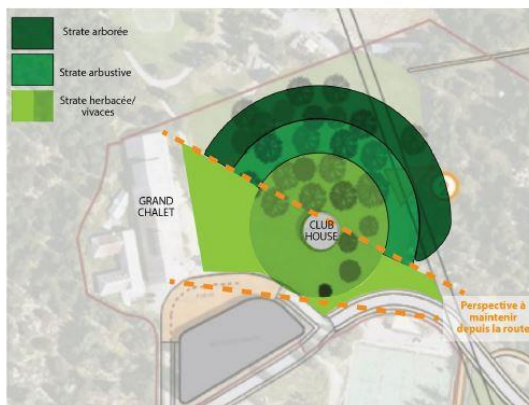 Strate arborée
Strate arbustive
Strate herbacée/
vivaces
GRAND
CHALET
CLUB
HOUSE
Perspective à
maintenir
depuis la route